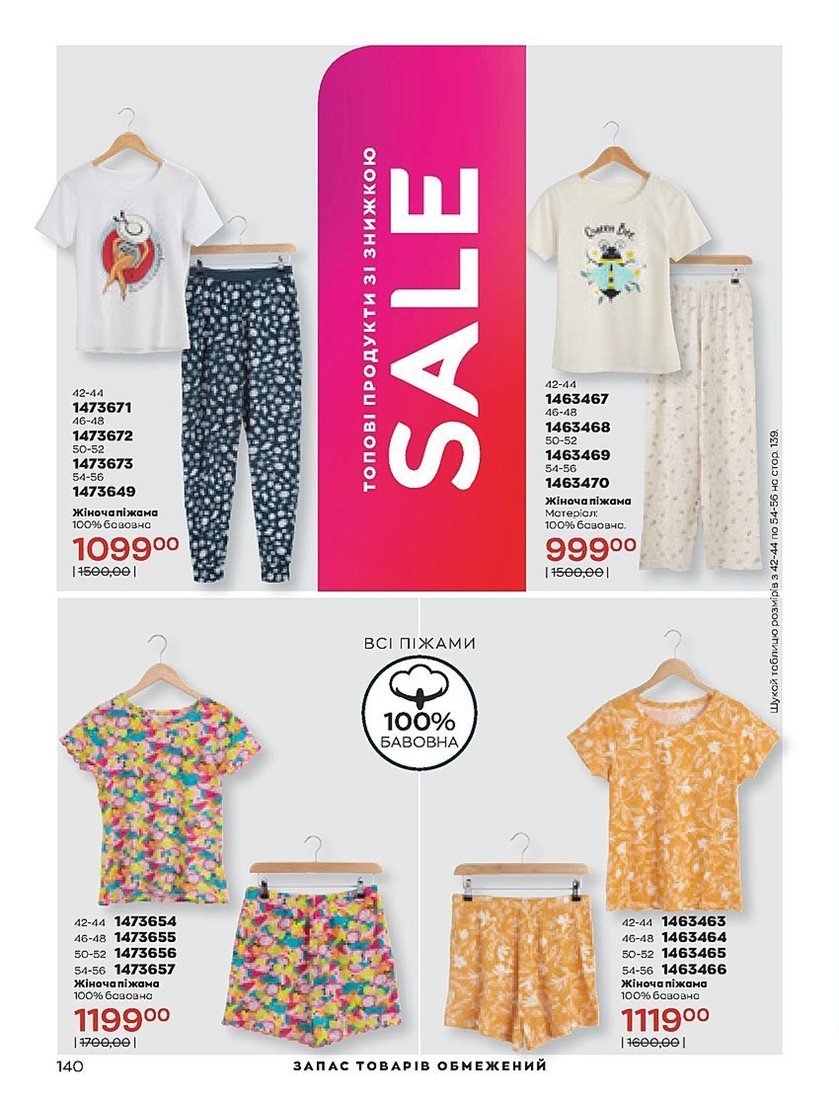 ТОПОВІ ПРОДУКТИ ЗІ ЗНИЖКОЮ
SALE
42-44
1473671
46-48
1473672
50-52
1473673
54-56
1473649
Жіноча піжама
100% бавовна
1099⁰⁰
| 1500,00 |
Queen Bee
42-44
1463467
46-48
1463468
50-52
1463469
54-56
1463470
Жіноча піжама
Матеріал:
100% бавовна.
999⁰⁰
| 1500,00 |
Шукай таблицю розмірів з 42-44 по 54-56 на стор. 139.
ВСІ ПІЖАМИ
100%
БАВОВНА
42-44 1473654
46-48 1473655
50-52 1473656
54-56 1473657
Жіноча піжама
100% бавовна
1199⁰⁰
| 1700,00 |
42-44 1463463
46-48 1463464
50-52 1463465
54-56 1463466
Жіноча піжама
100% бавовна
1119⁰⁰
| 1600,00 |
140
ЗАПАС ТОВАРІВ ОБМЕЖЕНИЙ